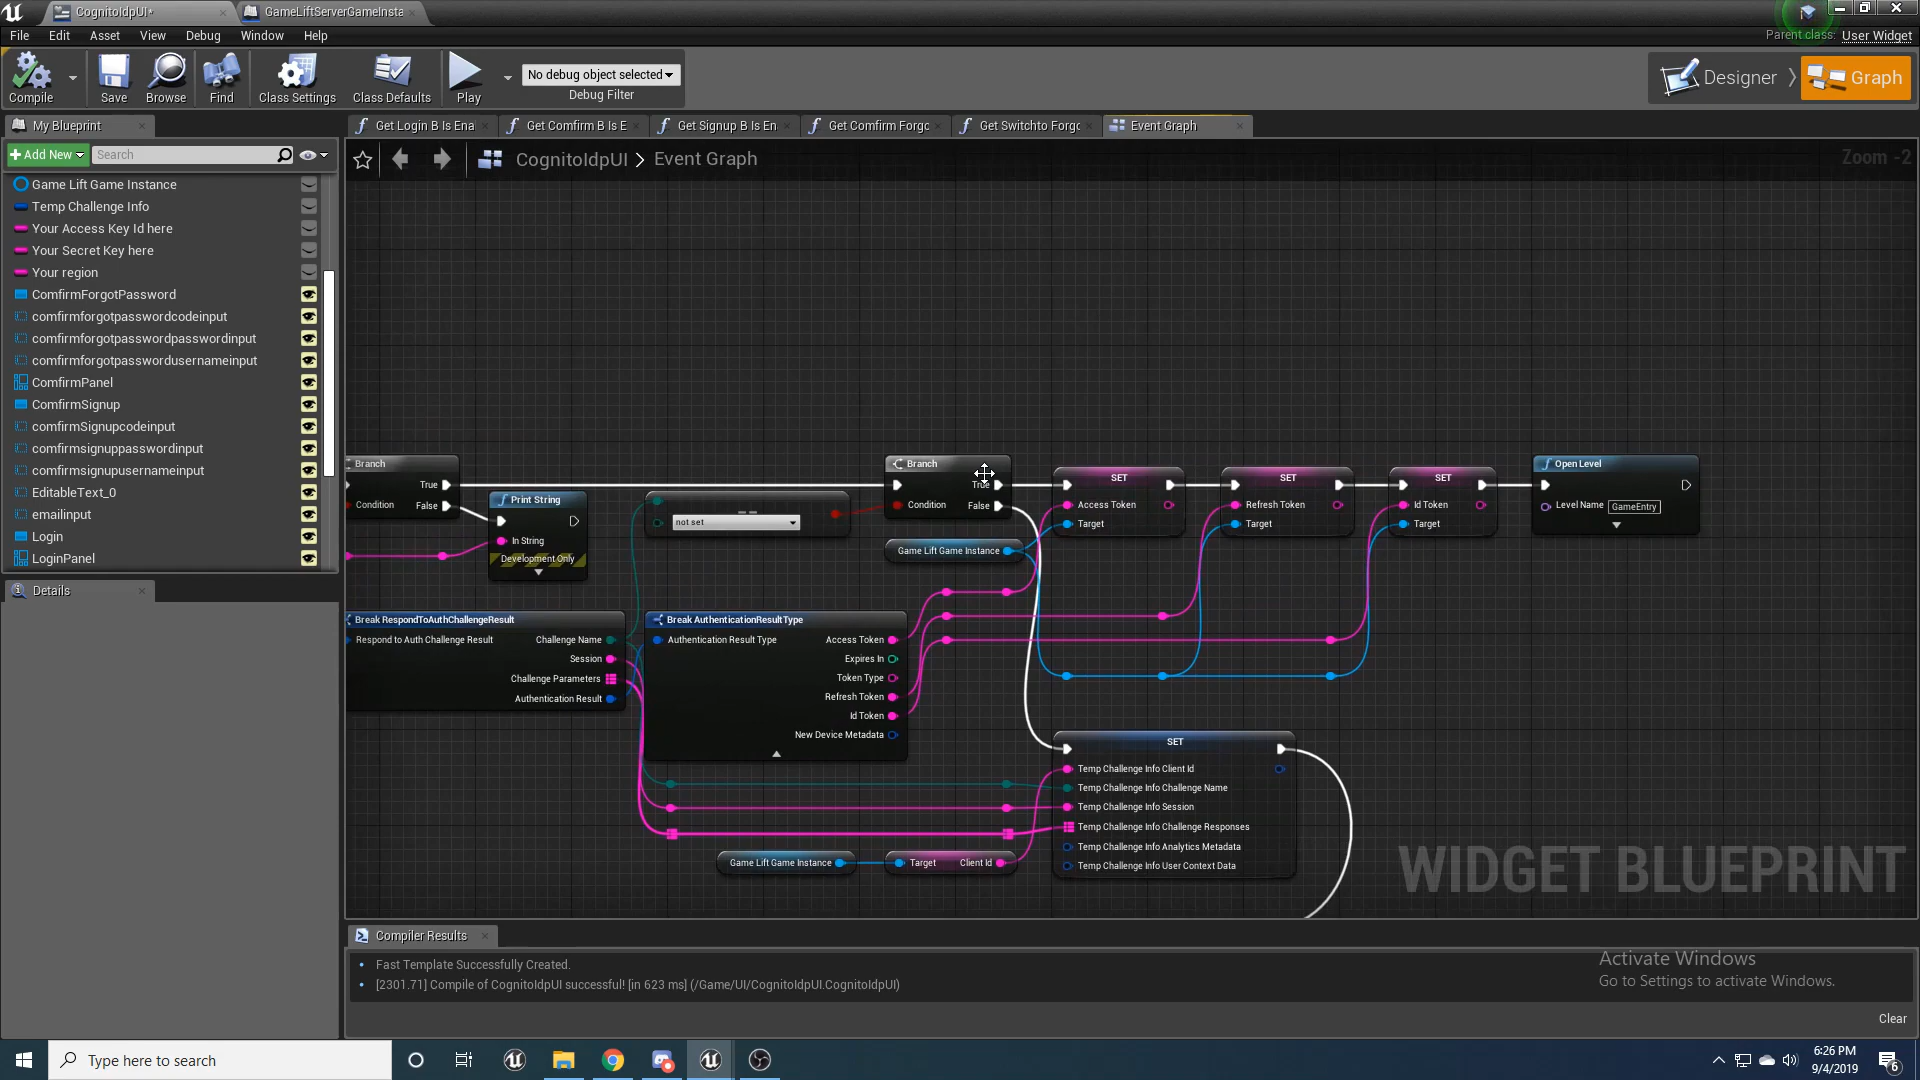 CognitoIdpUI*
GameLiftServerGameInsta
Parent class: User Widget
File Edit Asset View Debug Window Help
Compile
Save
Browse
Find
Class Settings
Class Defaults
Play
No debug object selected
Debug Filter
Designer
Graph
My Blueprint
Get Login B Is Ena
Get Comfirm B Is E
Get Signup B Is En
Get Comfirm Forgo
Get Switchto Forgo
Event Graph
Add New
Search
CognitoIdpUI > Event Graph
Zoom -2
Game Lift Game Instance
Temp Challenge Info
Your Access Key Id here
Your Secret Key here
Your region
ComfirmForgotPassword
comfirmforgotpasswordcodeinput
comfirmforgotpasswordpasswordinput
comfirmforgotpasswordusernameinput
ComfirmPanel
ComfirmSignup
comfirmSignupcodeinput
comfirmsignuppasswordinput
comfirmsignupusernameinput
EditableText_0
emailinput
Login
LoginPanel
Details
Branch
True
Condition
False
Print String
In String
Development Only
==
not set
Branch
True
Condition
False
Game Lift Game Instance
SET
Access Token
Target
SET
Refresh Token
Target
SET
Id Token
Target
Open Level
Level Name GameEntry
Break RespondToAuthChallengeResult
Respond to Auth Challenge Result
Challenge Name
Session
Challenge Parameters
Authentication Result
Break AuthenticationResultType
Authentication Result Type
Access Token
Expires In
Token Type
Refresh Token
Id Token
New Device Metadata
SET
Temp Challenge Info Client Id
Temp Challenge Info Challenge Name
Temp Challenge Info Session
Temp Challenge Info Challenge Responses
Temp Challenge Info Analytics Metadata
Temp Challenge Info User Context Data
Game Lift Game Instance
Target
Client Id
WIDGET BLUEPRINT
Compiler Results
Fast Template Successfully Created.
[2301.71] Compile of CognitoIdpUI successful! [in 623 ms] (/Game/UI/CognitoIdpUI.CognitoIdpUI)
Activate Windows
Go to Settings to activate Windows.
Clear
Type here to search
6:26 PM
9/4/2019
6